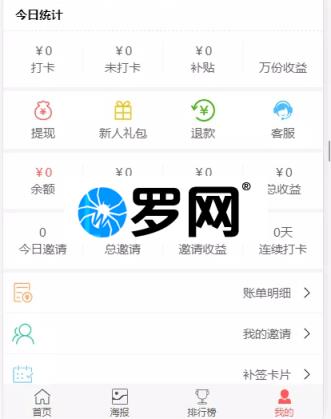 今日统计
￥0 ￥0 ￥0
打卡 未打卡 补贴 万份收益
提现 新人礼包 退款 客服
￥0 ￥0
余额 总收益
罗网®
0 0天
今日邀请 总邀请 邀请收益 连续打卡
账单明细
我的邀请
补签卡片
首页 海报 排行榜 我的